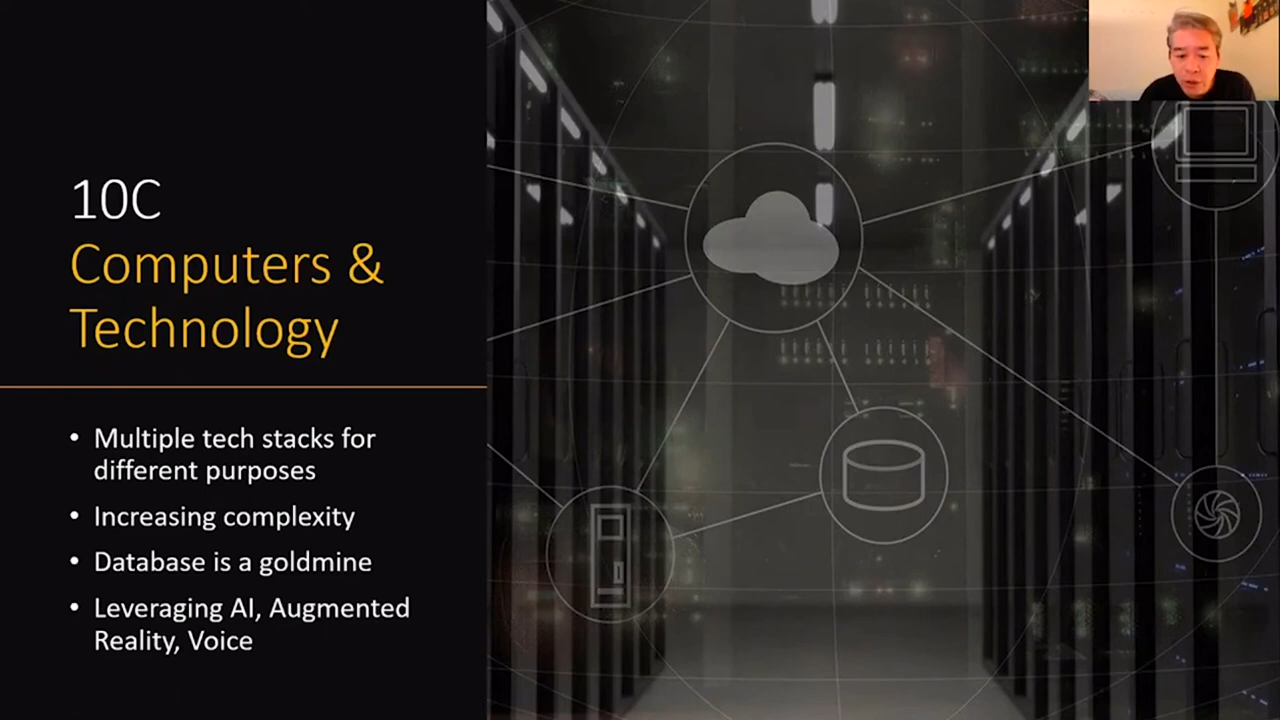 10C
Computers &
Technology
• Multiple tech stacks for
different purposes
• Increasing complexity
• Database is a goldmine
• Leveraging AI, Augmented
Reality, Voice